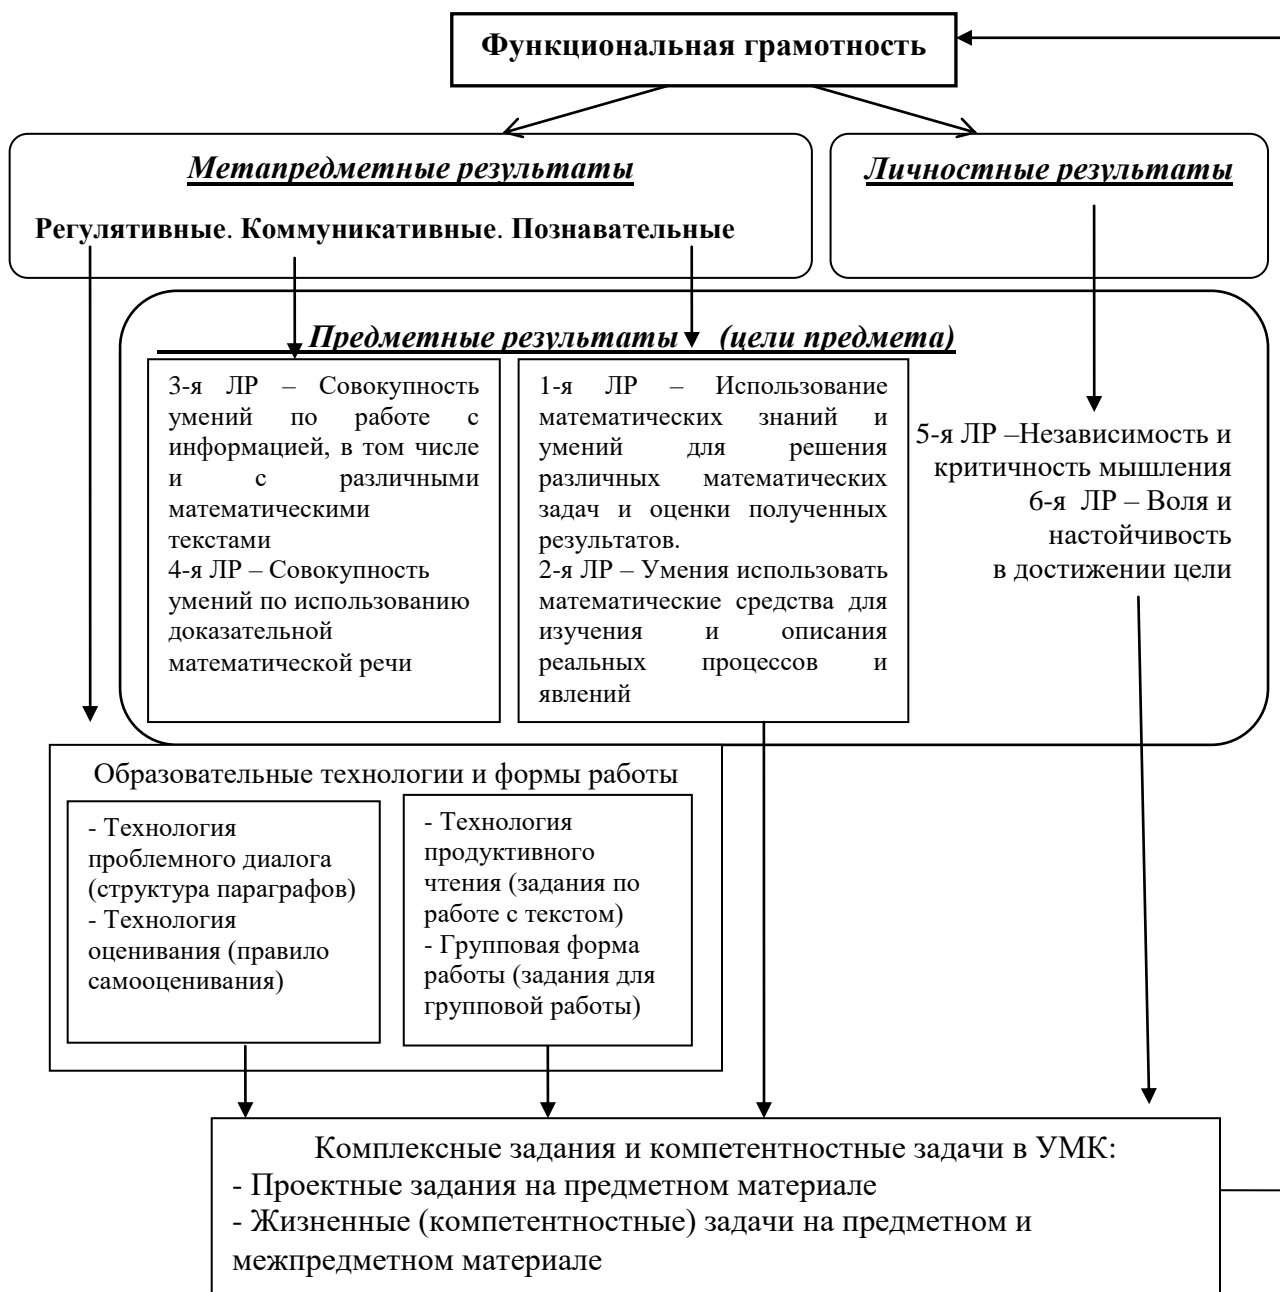 Функциональная грамотность
Метапредметные результаты
Регулятивные. Коммуникативные. Познавательные
Личностные результаты
Предметные результаты (цели предмета)
3-я ЛР – Совокупность
умений по работе с
информацией, в том числе
и с различными
математическими
текстами
4-я ЛР – Совокупность
умений по использованию
доказательной
математической речи
1-я ЛР – Использование
математических знаний и
умений для решения
различных математических
задач и оценки полученных
результатов.
2-я ЛР – Умения использовать
математические средства для
изучения и описания
реальных процессов и
явлений
5-я ЛР –Независимость и
критичность мышления
6-я ЛР – Воля и
настойчивость
в достижении цели
Образовательные технологии и формы работы
- Технология
проблемного диалога
(структура параграфов)
- Технология
оценивания (правило
самооценивания)
- Технология
продуктивного
чтения (задания по
работе с текстом)
- Групповая форма
работы (задания для
групповой работы)
Комплексные задания и компетентностные задачи в УМК:
- Проектные задания на предметном материале
- Жизненные (компетентностные) задачи на предметном и
межпредметном материале